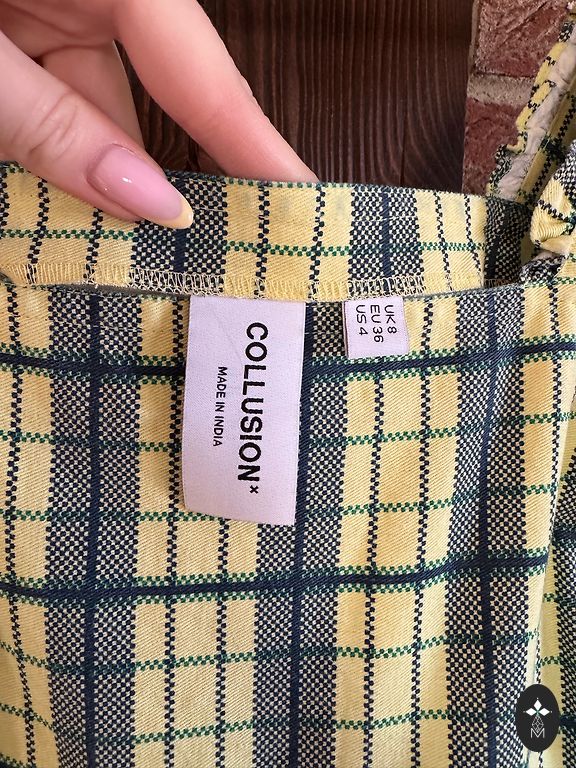 COLLUSION×
MADE IN INDIA
UK 8
EU 36
US 4